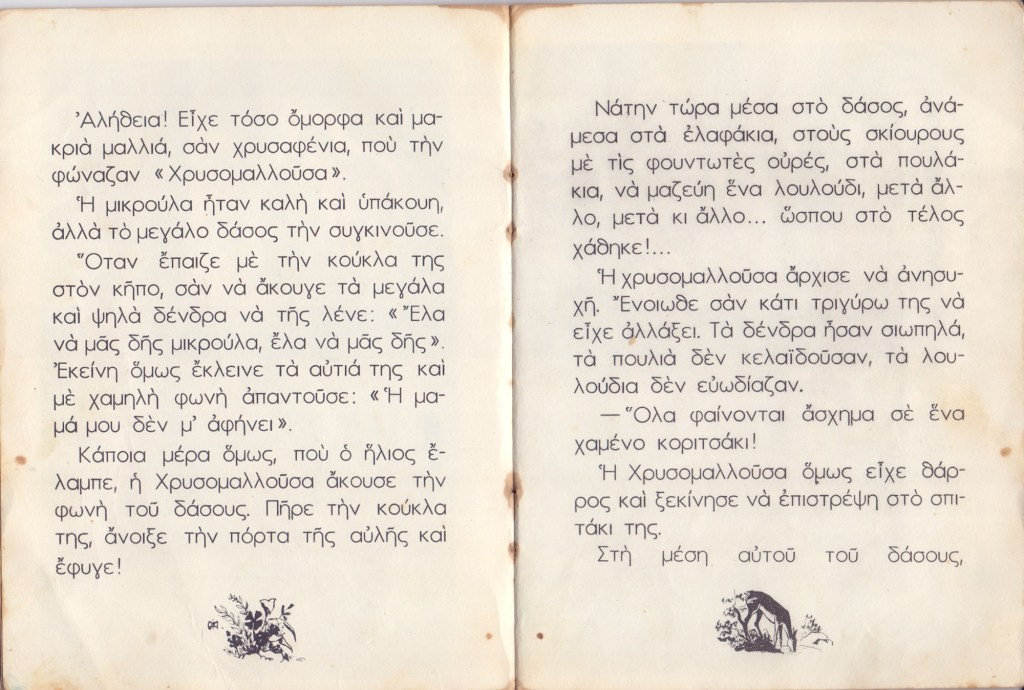 Ἀλήθεια! Εἶχε τόσο ὄμορφα καὶ μα-
κριὰ μαλλιά, σὰν χρυσαφένια, ποὺ τὴν
φώναζαν «Χρυσομαλλοῦσα».
Ἡ μικρούλα ἦταν καλὴ καὶ ὑπάκουη,
ἀλλὰ τὸ μεγάλο δάσος τὴν συγκινοῦσε.
Ὅταν ἔπαιζε μὲ τὴν κούκλα της
στὸν κῆπο, σὰν νὰ ἄκουγε τὰ μεγάλα
καὶ ψηλὰ δένδρα νὰ τῆς λένε: «Ἔλα
νὰ μᾶς δῆς μικρούλα, ἔλα νὰ μᾶς δῆς».
Ἐκείνη ὅμως ἔκλεινε τὰ αὐτιά της καὶ
μὲ χαμηλὴ φωνὴ ἀπαντοῦσε: «Ἡ μα-
μά μου δὲν μ' ἀφήνει».
Κάποια μέρα ὅμως, ποὺ ὁ ἥλιος ἔ-
λαμπε, ἡ Χρυσομαλλοῦσα ἄκουσε τὴν
φωνὴ τοῦ δάσους. Πῆρε τὴν κούκλα
της, ἄνοιξε τὴν πόρτα τῆς αὐλῆς καὶ
ἔφυγε!
Νάτην τώρα μέσα στὸ δάσος, ἀνά-
μεσα στὰ ἐλαφάκια, στοὺς σκίουρους
μὲ τὶς φουντωτὲς οὐρές, στὰ πουλά-
κια, νὰ μαζεύη ἕνα λουλούδι, μετὰ ἄλ-
λο, μετὰ κι ἄλλο... ὥσπου στὸ τέλος
χάθηκε!...
Ἡ χρυσομαλλοῦσα ἄρχισε νὰ ἀνησυ-
χῆ. Ἔνοιωθε σὰν κάτι τριγύρω της νὰ
εἶχε ἀλλάξει. Τὰ δένδρα ἦσαν σιωπηλά,
τὰ πουλιὰ δὲν κελαϊδοῦσαν, τὰ λου-
λούδια δὲν εὐωδίαζαν.
— Ὅλα φαίνονται ἄσχημα σὲ ἕνα
χαμένο κοριτσάκι!
Ἡ Χρυσομαλλοῦσα ὅμως εἶχε θάρ-
ρος καὶ ξεκίνησε νὰ ἐπιστρέψη στὸ σπι-
τάκι της.
Στὴ μέση αὐτοῦ τοῦ δάσους,